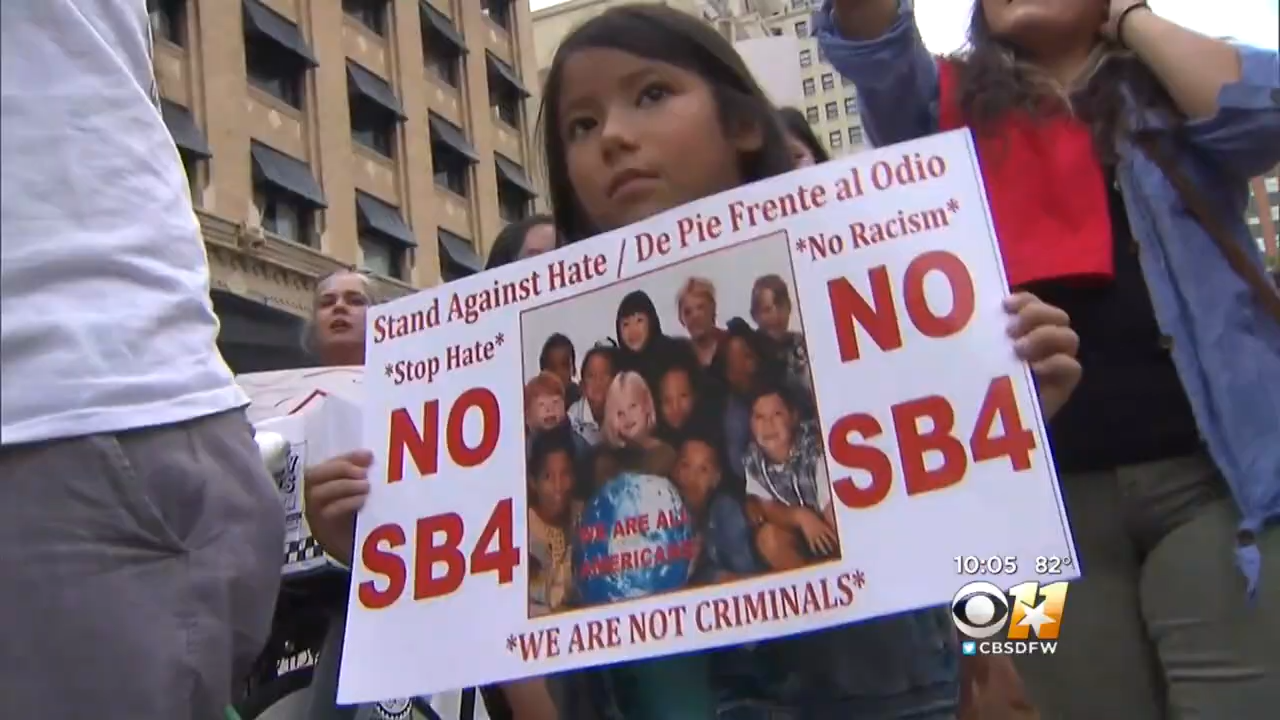 Stand Against Hate / De Pie Frente al Odio
*Stop Hate*
*No Racism*
NO
SB4
NO
SB4
WE ARE ALL
AMERICANS
*WE ARE NOT CRIMINALS*
10:05 82°
11
CBSDFW